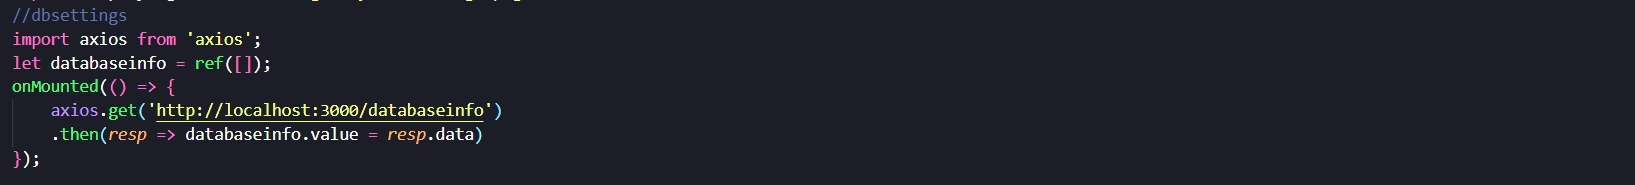 //dbsettings
import axios from 'axios';
let databaseinfo = ref([]);
onMounted(() => {
    axios.get('http://localhost:3000/databaseinfo')
    .then(resp => databaseinfo.value = resp.data)
});